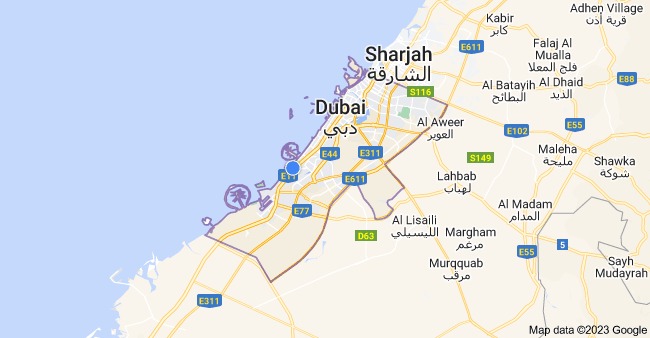 Adhen Village
قرية أذن
Kabir
كابر
E611
Sharjah
الشارقة
Falaj Al
Mualla
فلج المعلا
E88
S116
Al Batayih
البطائح
Al Dhaid
الذيد
Dubai
دبي
Al Aweer
العوير
E102
E55
E44
E311
S149
Maleha
مليحة
Shawka
شوكة
E11
E611
Lahbab
لهباب
E77
Al Lisaili
الليسيلي
Al Madam
المدام
D63
Margham
مرغم
E55
5
Sayh
Mudayrah
Murqquab
مرقب
E311
Map data ©2023 Google